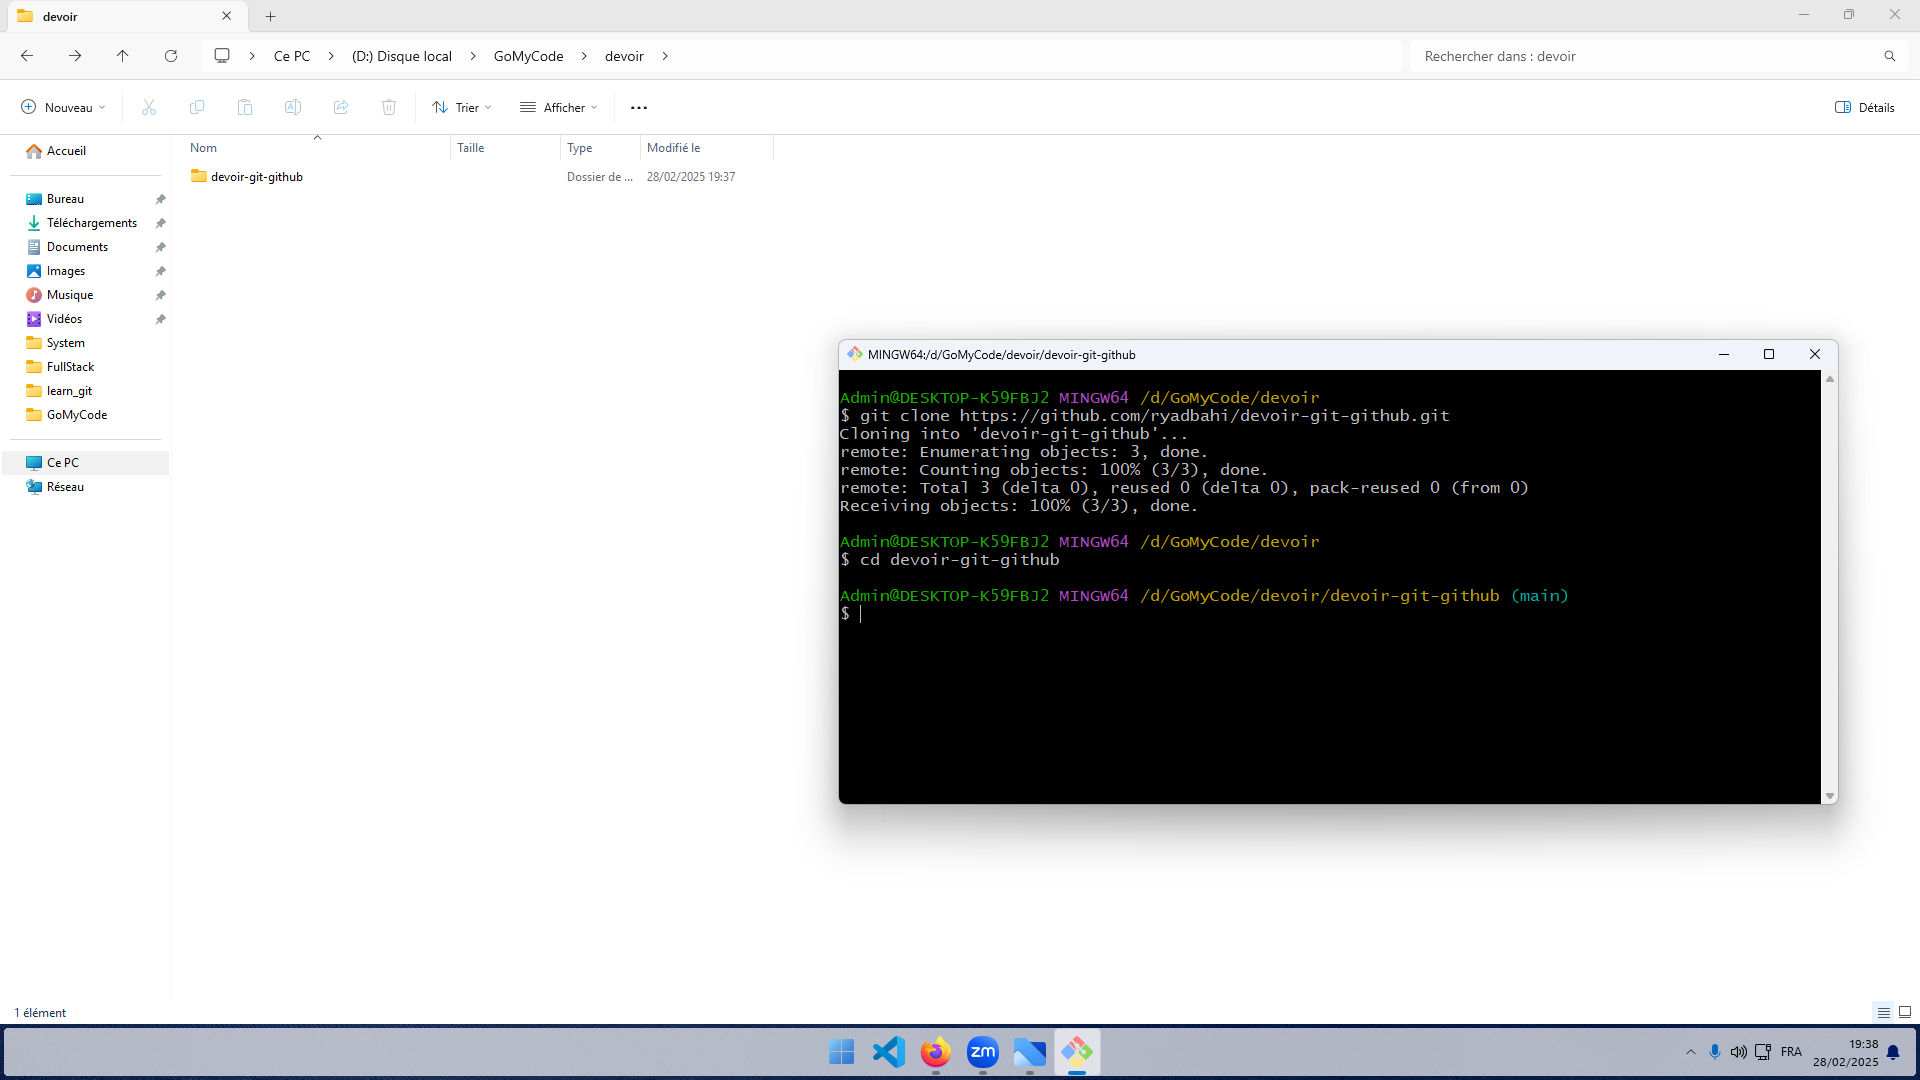 devoir
Ce PC
(D:) Disque local
GoMyCode
devoir
Rechercher dans : devoir
Nouveau
Trier
Afficher
Détails
Nom
Taille
Type
Modifié le
devoir-git-github
Dossier de ...
28/02/2025 19:37
Accueil
Bureau
Téléchargements
Documents
Images
Musique
Vidéos
System
FullStack
learn_git
GoMyCode
Ce PC
Réseau
MINGW64:/d/GoMyCode/devoir/devoir-git-github
Admin@DESKTOP-K59FBJ2 MINGW64 /d/GoMyCode/devoir
$ git clone https://github.com/ryadbahi/devoir-git-github.git
Cloning into 'devoir-git-github'...
remote: Enumerating objects: 3, done.
remote: Counting objects: 100% (3/3), done.
remote: Total 3 (delta 0), reused 0 (delta 0), pack-reused 0 (from 0)
Receiving objects: 100% (3/3), done.
Admin@DESKTOP-K59FBJ2 MINGW64 /d/GoMyCode/devoir
$ cd devoir-git-github
Admin@DESKTOP-K59FBJ2 MINGW64 /d/GoMyCode/devoir/devoir-git-github (main)
$
1 élément
zm
FRA
19:38
28/02/2025